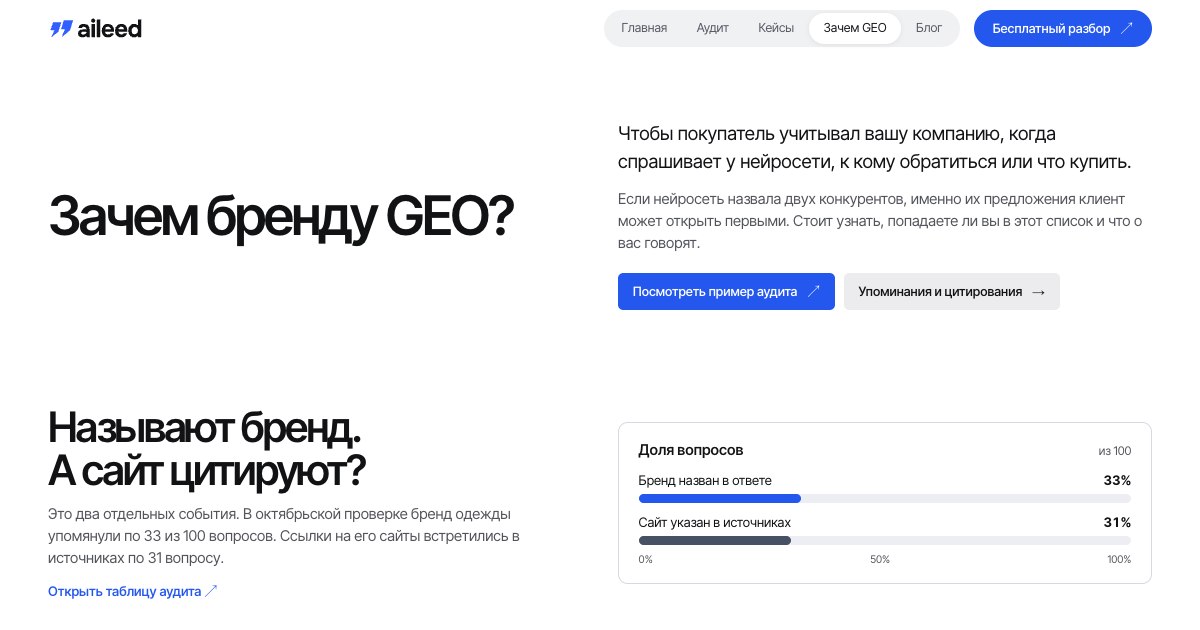 aileed
Главная
Аудит
Кейсы
Зачем GEO
Блог
Бесплатный разбор
Зачем бренду GEO?
Чтобы покупатель учитывал вашу компанию, когда
спрашивает у нейросети, к кому обратиться или что купить.
Если нейросеть назвала двух конкурентов, именно их предложения клиент
может открыть первыми. Стоит узнать, попадаете ли вы в этот список и что о
вас говорят.
Посмотреть пример аудита
Упоминания и цитирования →
Называют бренд.
А сайт цитируют?
Это два отдельных события. В октябрьской проверке бренд одежды
упомянули по 33 из 100 вопросов. Ссылки на его сайты встретились в
источниках по 31 вопросу.
Открыть таблицу аудита
Доля вопросов
из 100
Бренд назван в ответе
33%
Сайт указан в источниках
31%
0%
50%
100%